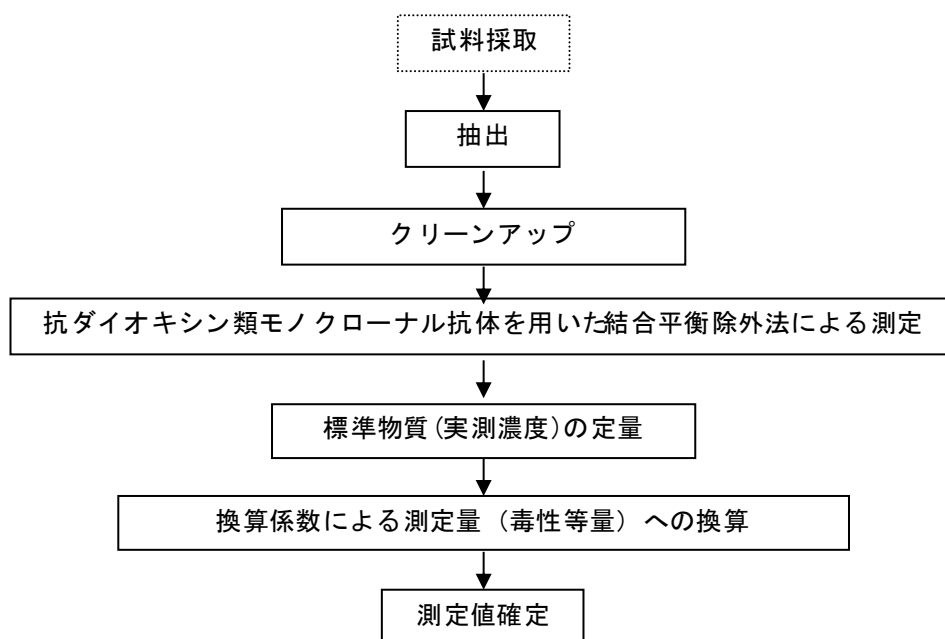 試料採取
抽出
クリーンアップ
抗ダイオキシン類モノクローナル抗体を用いた結合平衡除外法による測定
標準物質(実測濃度)の定量
換算係数による測定量（毒性等量）への換算
測定値確定